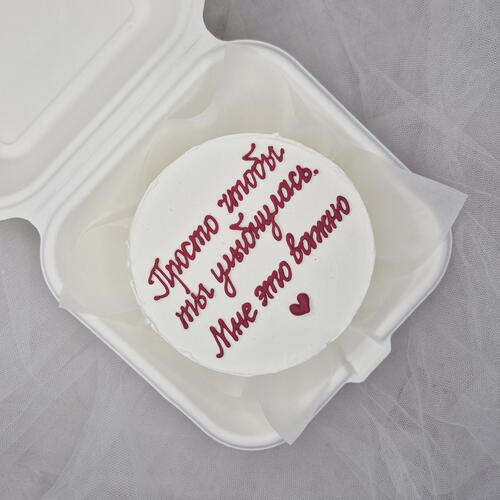 Просто чтобы
ты улыбнулась.
Мне это важно